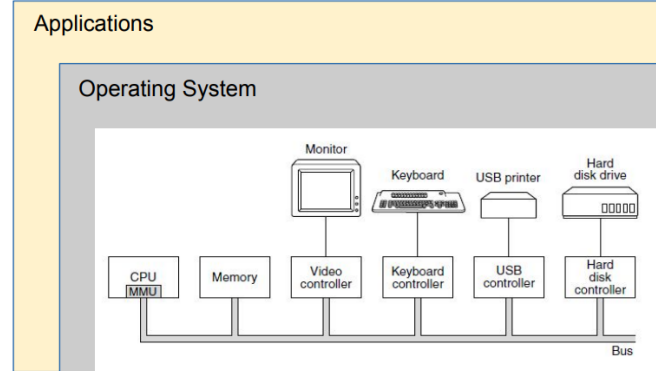 Applications
Operating System
Monitor
Keyboard
USB printer
Hard
disk drive
CPU
MMU
Memory
Video
controller
Keyboard
controller
USB
controller
Hard
disk
controller
Bus